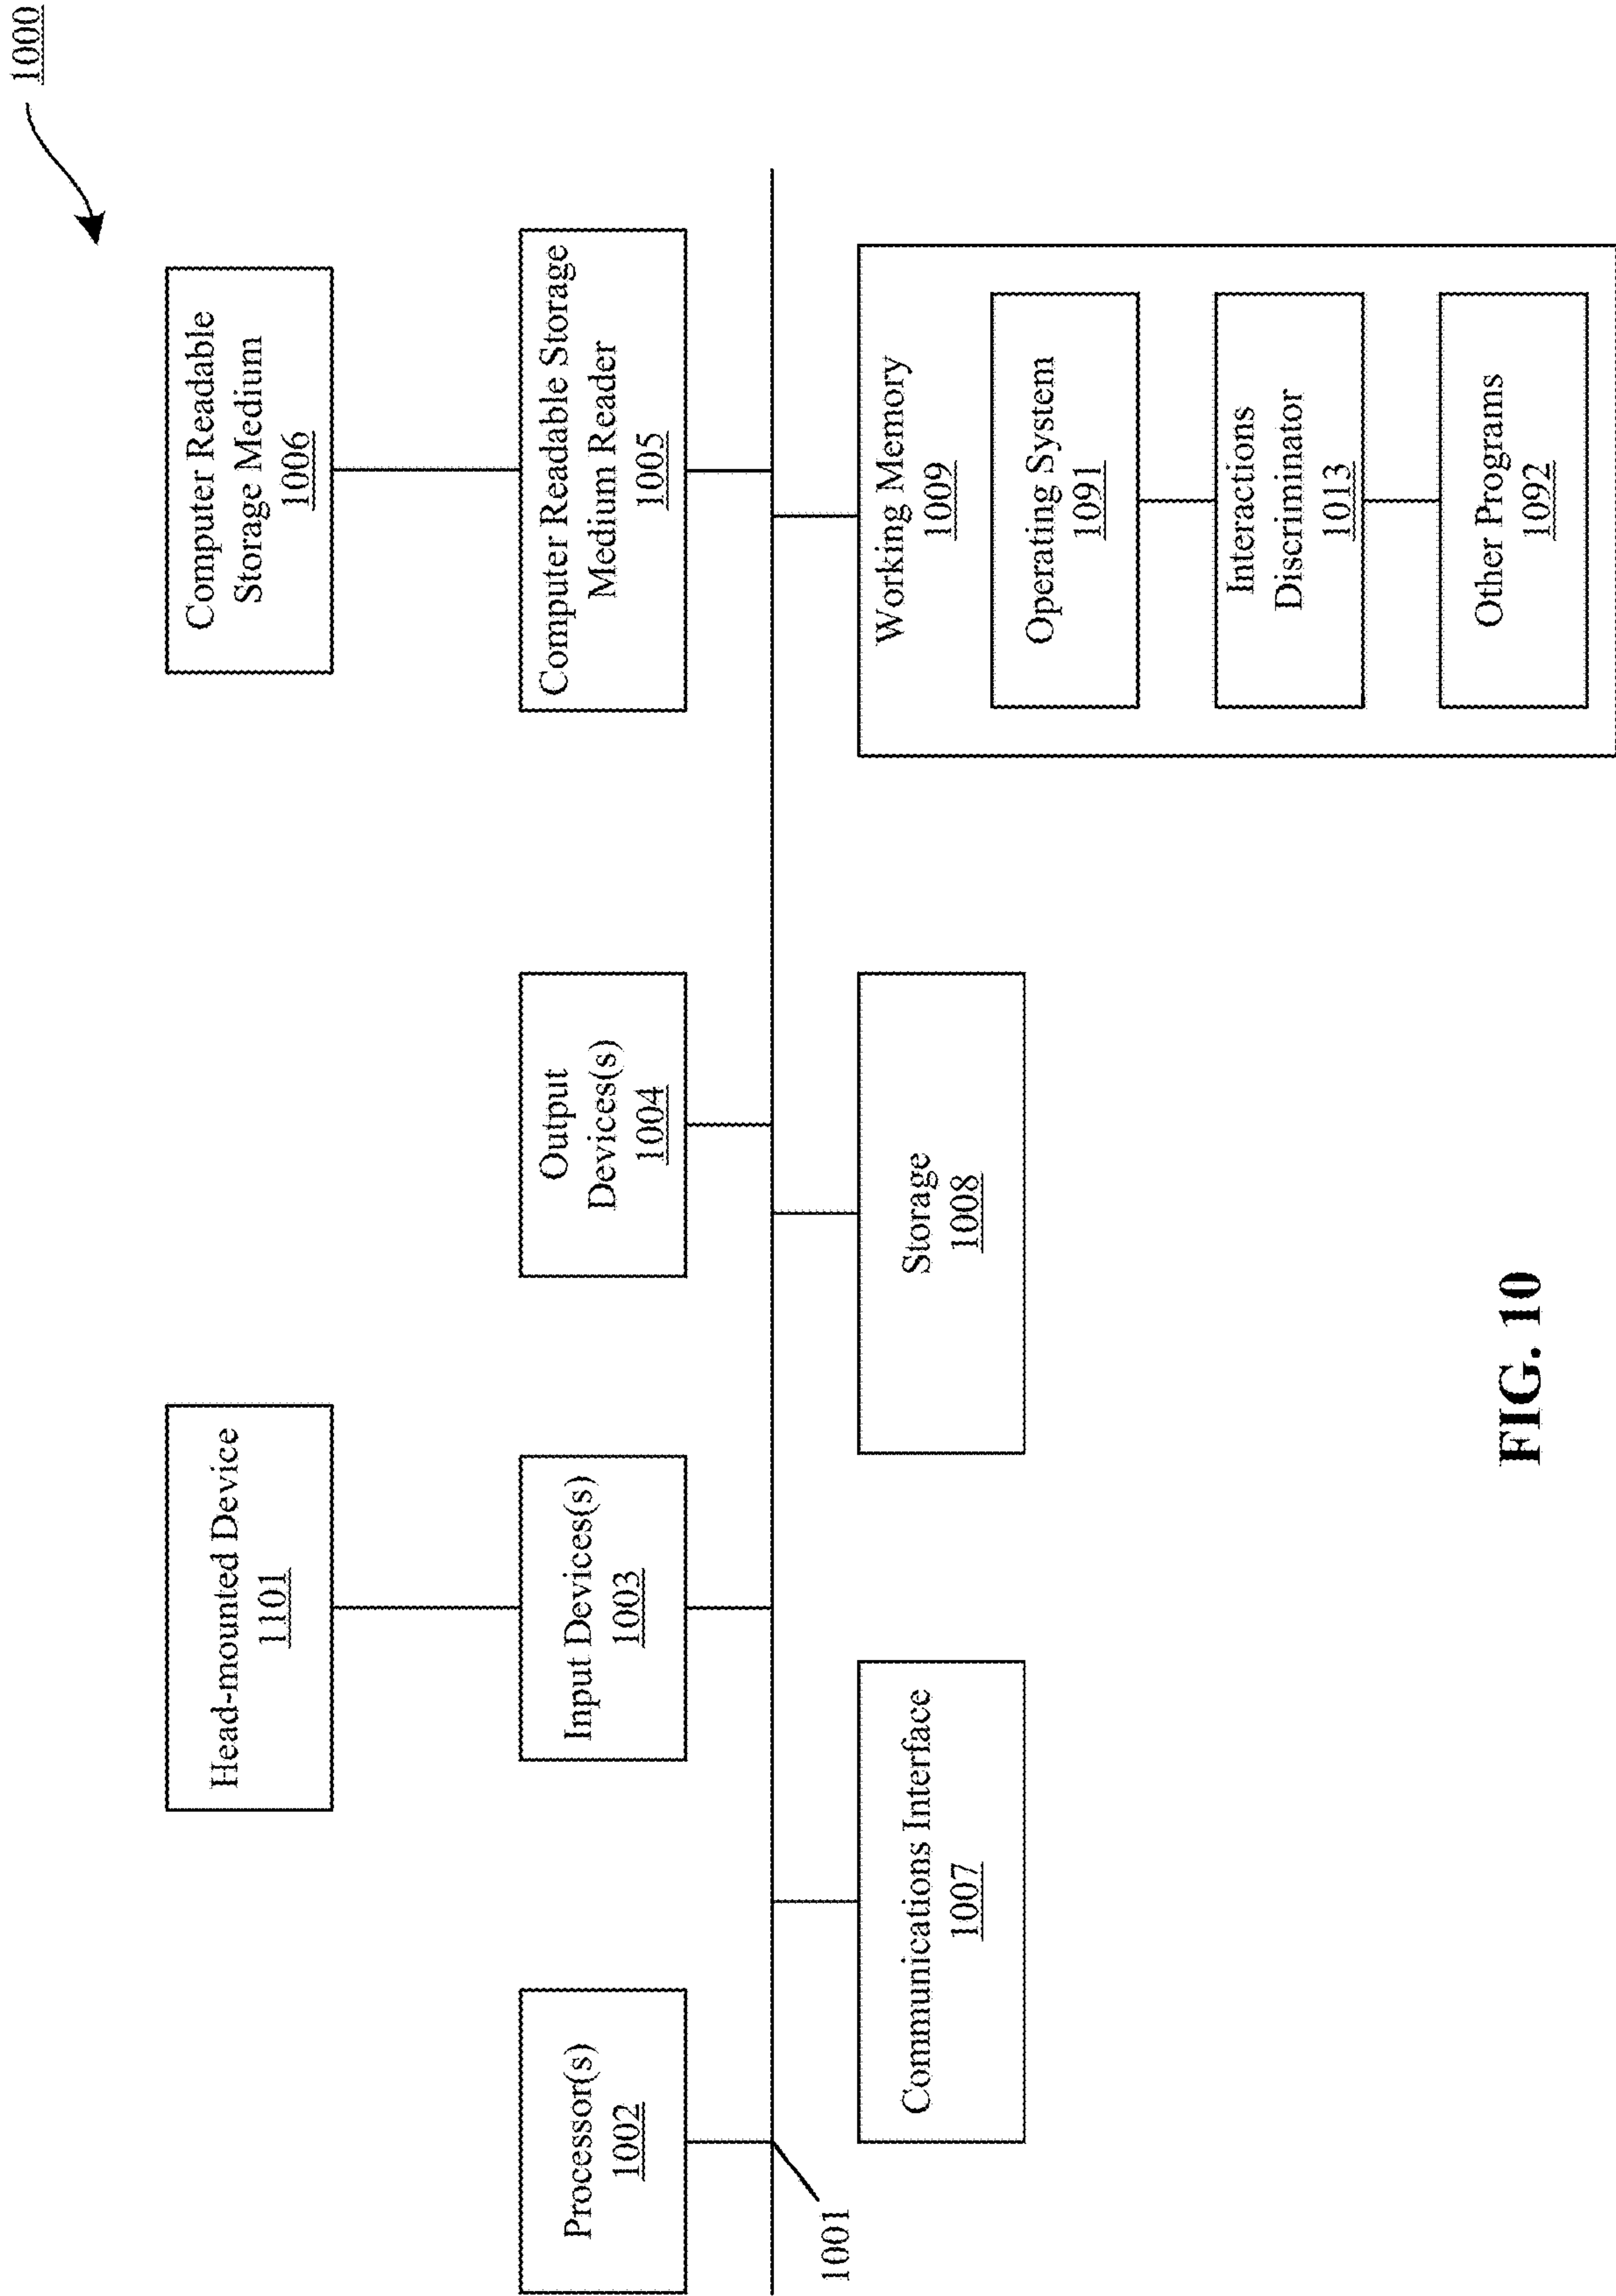 1000
Head-mounted Device
1101
Computer Readable
Storage Medium
1006
Processor(s)
1002
Input Devices(s)
1003
Output
Devices(s)
1004
Computer Readable Storage
Medium Reader
1005
1001
Communications Interface
1007
Storage
1008
Working Memory
1009
Operating System
1091
Interactions
Discriminator
1013
Other Programs
1092
FIG. 10